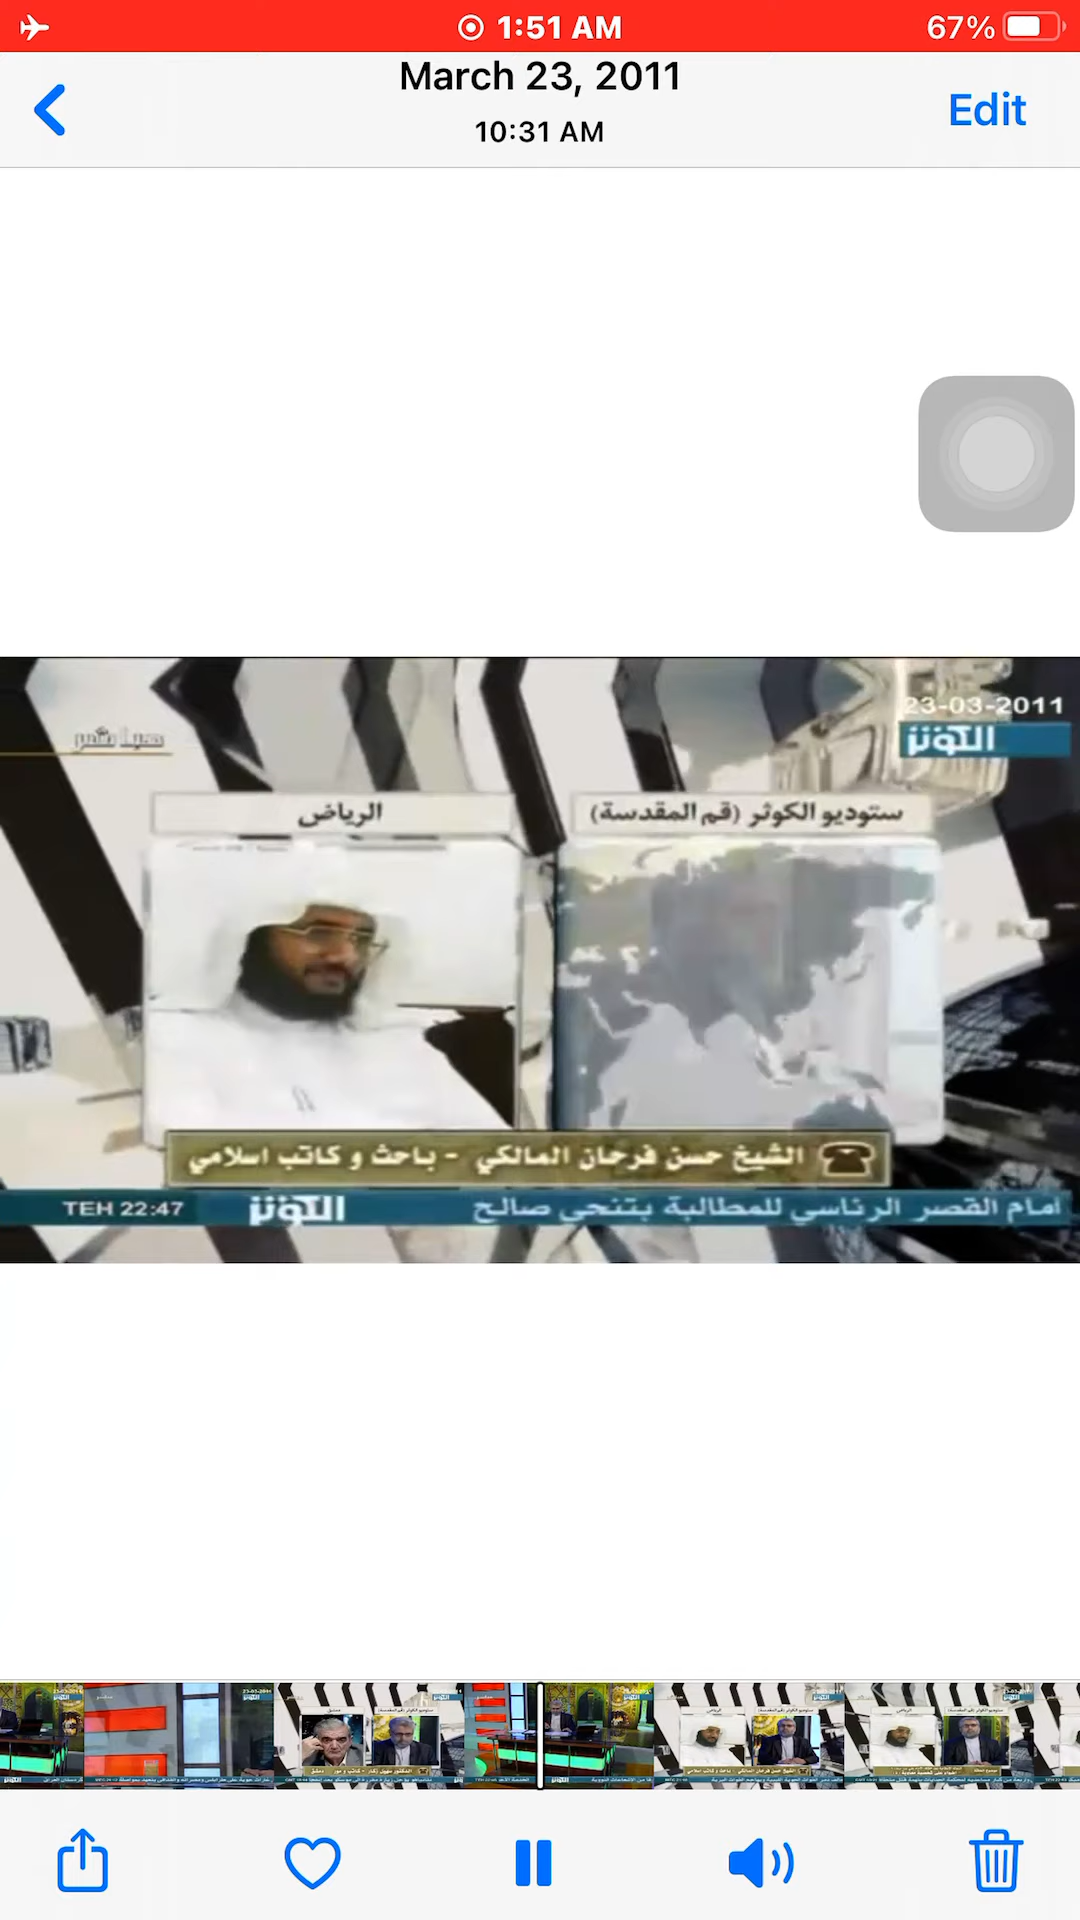 1:51 AM
67%
March 23, 2011
10:31 AM
Edit
23-03-2011
الكوثر
مباشر
ستوديو الكوثر (قم المقدسة)
الرياض
الشيخ حسن فرحان المالكي - باحث و كاتب اسلامي
امام القصر الرئاسي للمطالبة بتنحي صالح
الكوثر
TEH 22:47